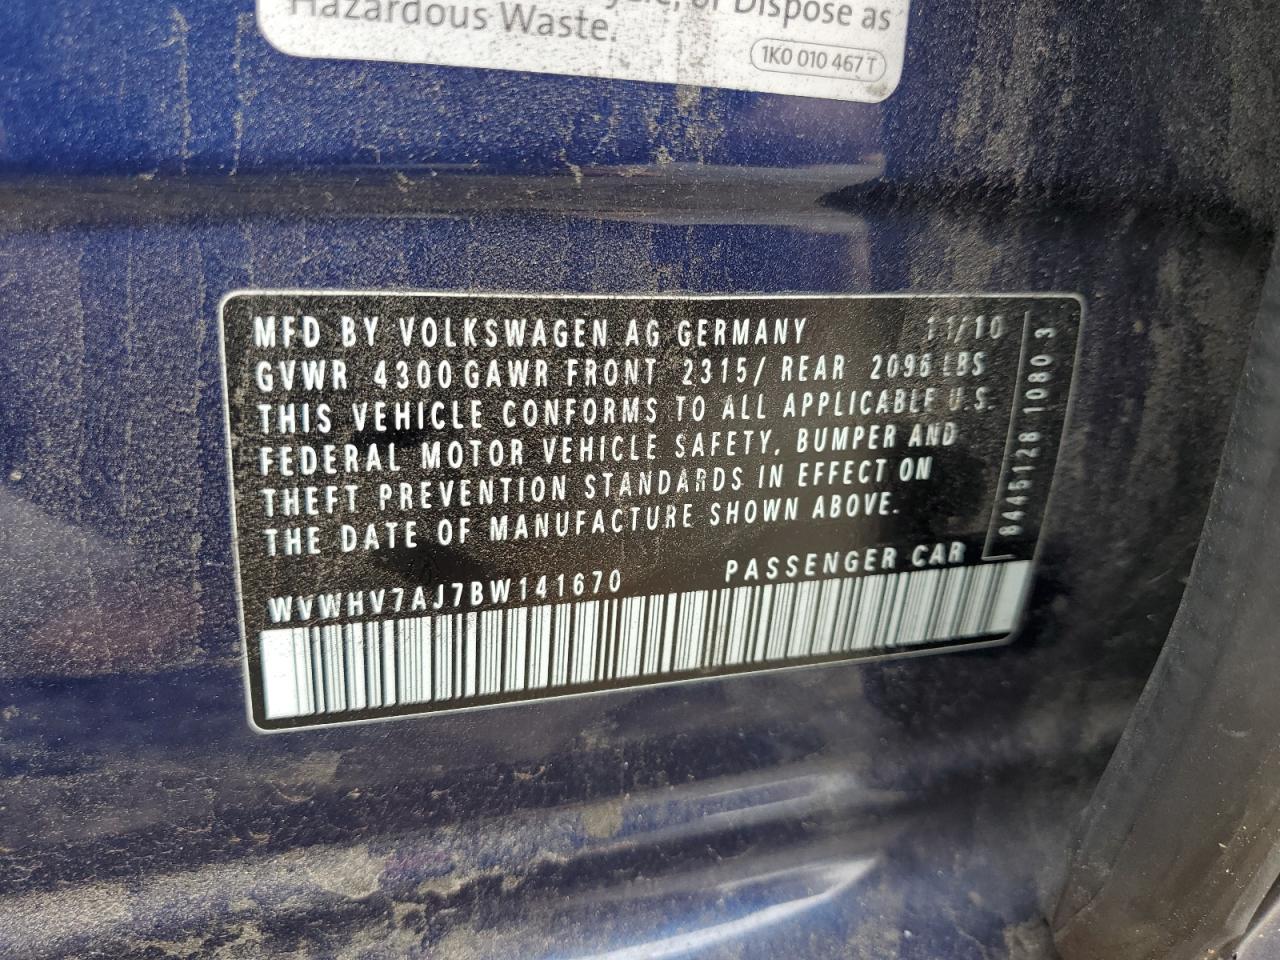 Dispose as
Hazardous Waste.
1K0 010 467 T
MFD BY VOLKSWAGEN AG GERMANY 11/10
GVWR 4300 GAWR FRONT 2315/ REAR 2096 LBS
THIS VEHICLE CONFORMS TO ALL APPLICABLE U.S.
FEDERAL MOTOR VEHICLE SAFETY, BUMPER AND
THEFT PREVENTION STANDARDS IN EFFECT ON
THE DATE OF MANUFACTURE SHOWN ABOVE.
WVWHV7AJ7BW141670 PASSENGER CAR
8445128 1080 3